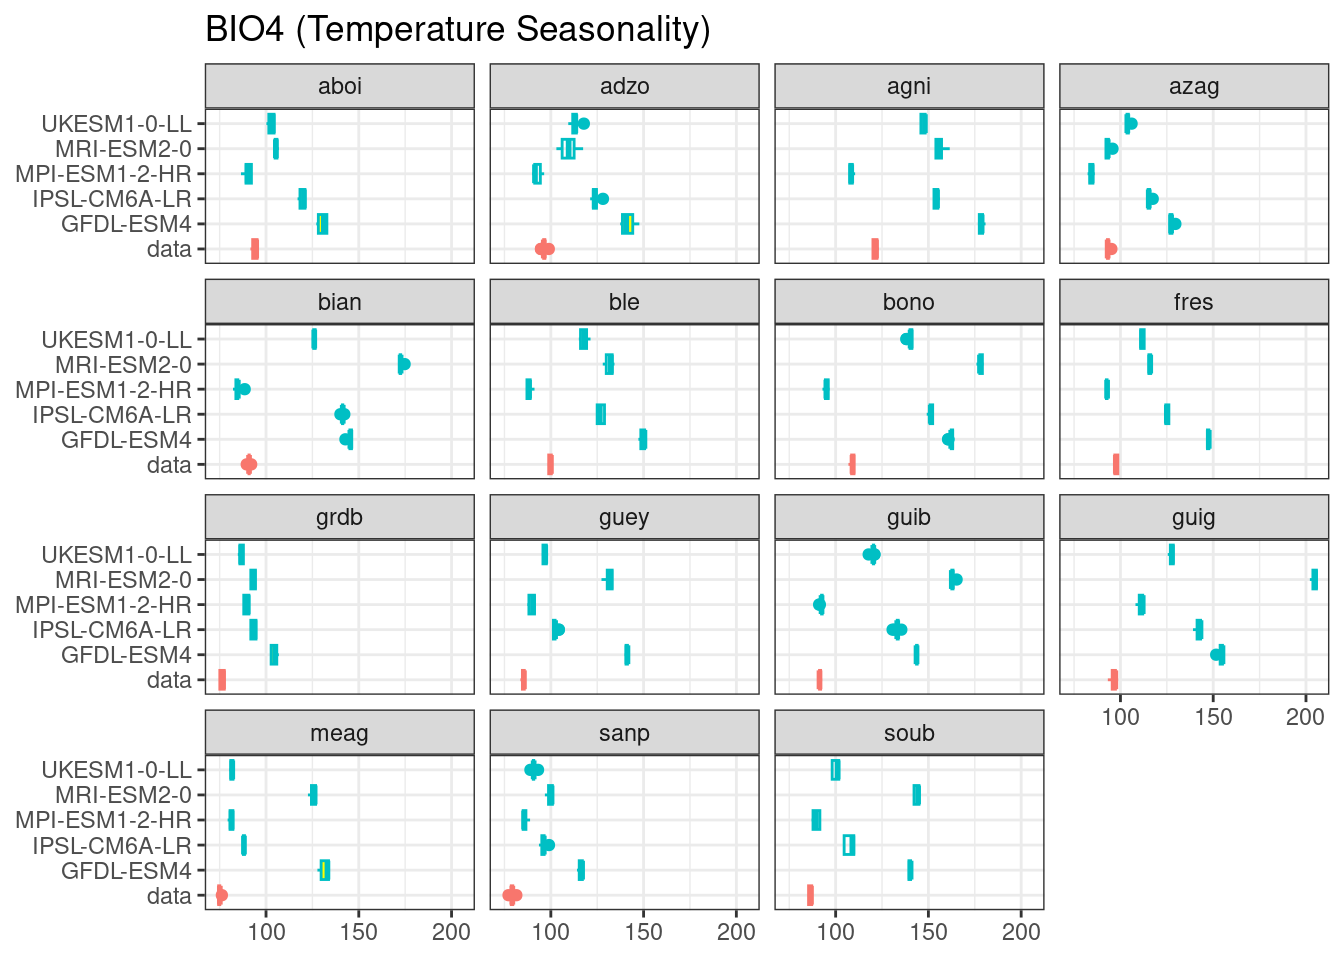 BIO4 (Temperature Seasonality)
aboi adzo agni azag
UKESM1-0-LL
MRI-ESM2-0
MPI-ESM1-2-HR
IPSL-CM6A-LR
GFDL-ESM4
data
bian ble bono fres
UKESM1-0-LL
MRI-ESM2-0
MPI-ESM1-2-HR
IPSL-CM6A-LR
GFDL-ESM4
data
grdb guey guib guig
UKESM1-0-LL
MRI-ESM2-0
MPI-ESM1-2-HR
IPSL-CM6A-LR
GFDL-ESM4
data
100 150 200
meag sanp soub
UKESM1-0-LL
MRI-ESM2-0
MPI-ESM1-2-HR
IPSL-CM6A-LR
GFDL-ESM4
data
100 150 200 100 150 200 100 150 200